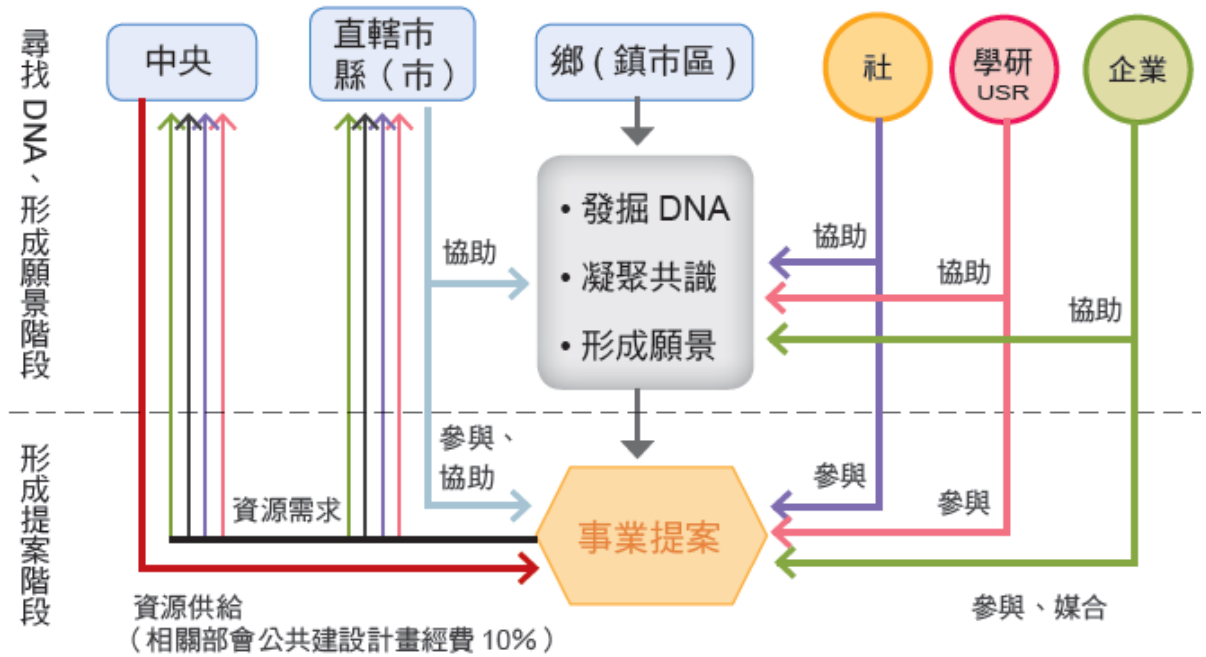 尋找 DNA、形成願景階段
中央
直轄市
縣（市）
鄉 ( 鎮市區 )
社
學研
USR
企業
• 發掘 DNA
• 凝聚共識
• 形成願景
協助
協助
協助
協助
形成提案階段
參與、
協助
資源需求
事業提案
參與
參與
參與、媒合
資源供給
（相關部會公共建設計畫經費 10%）